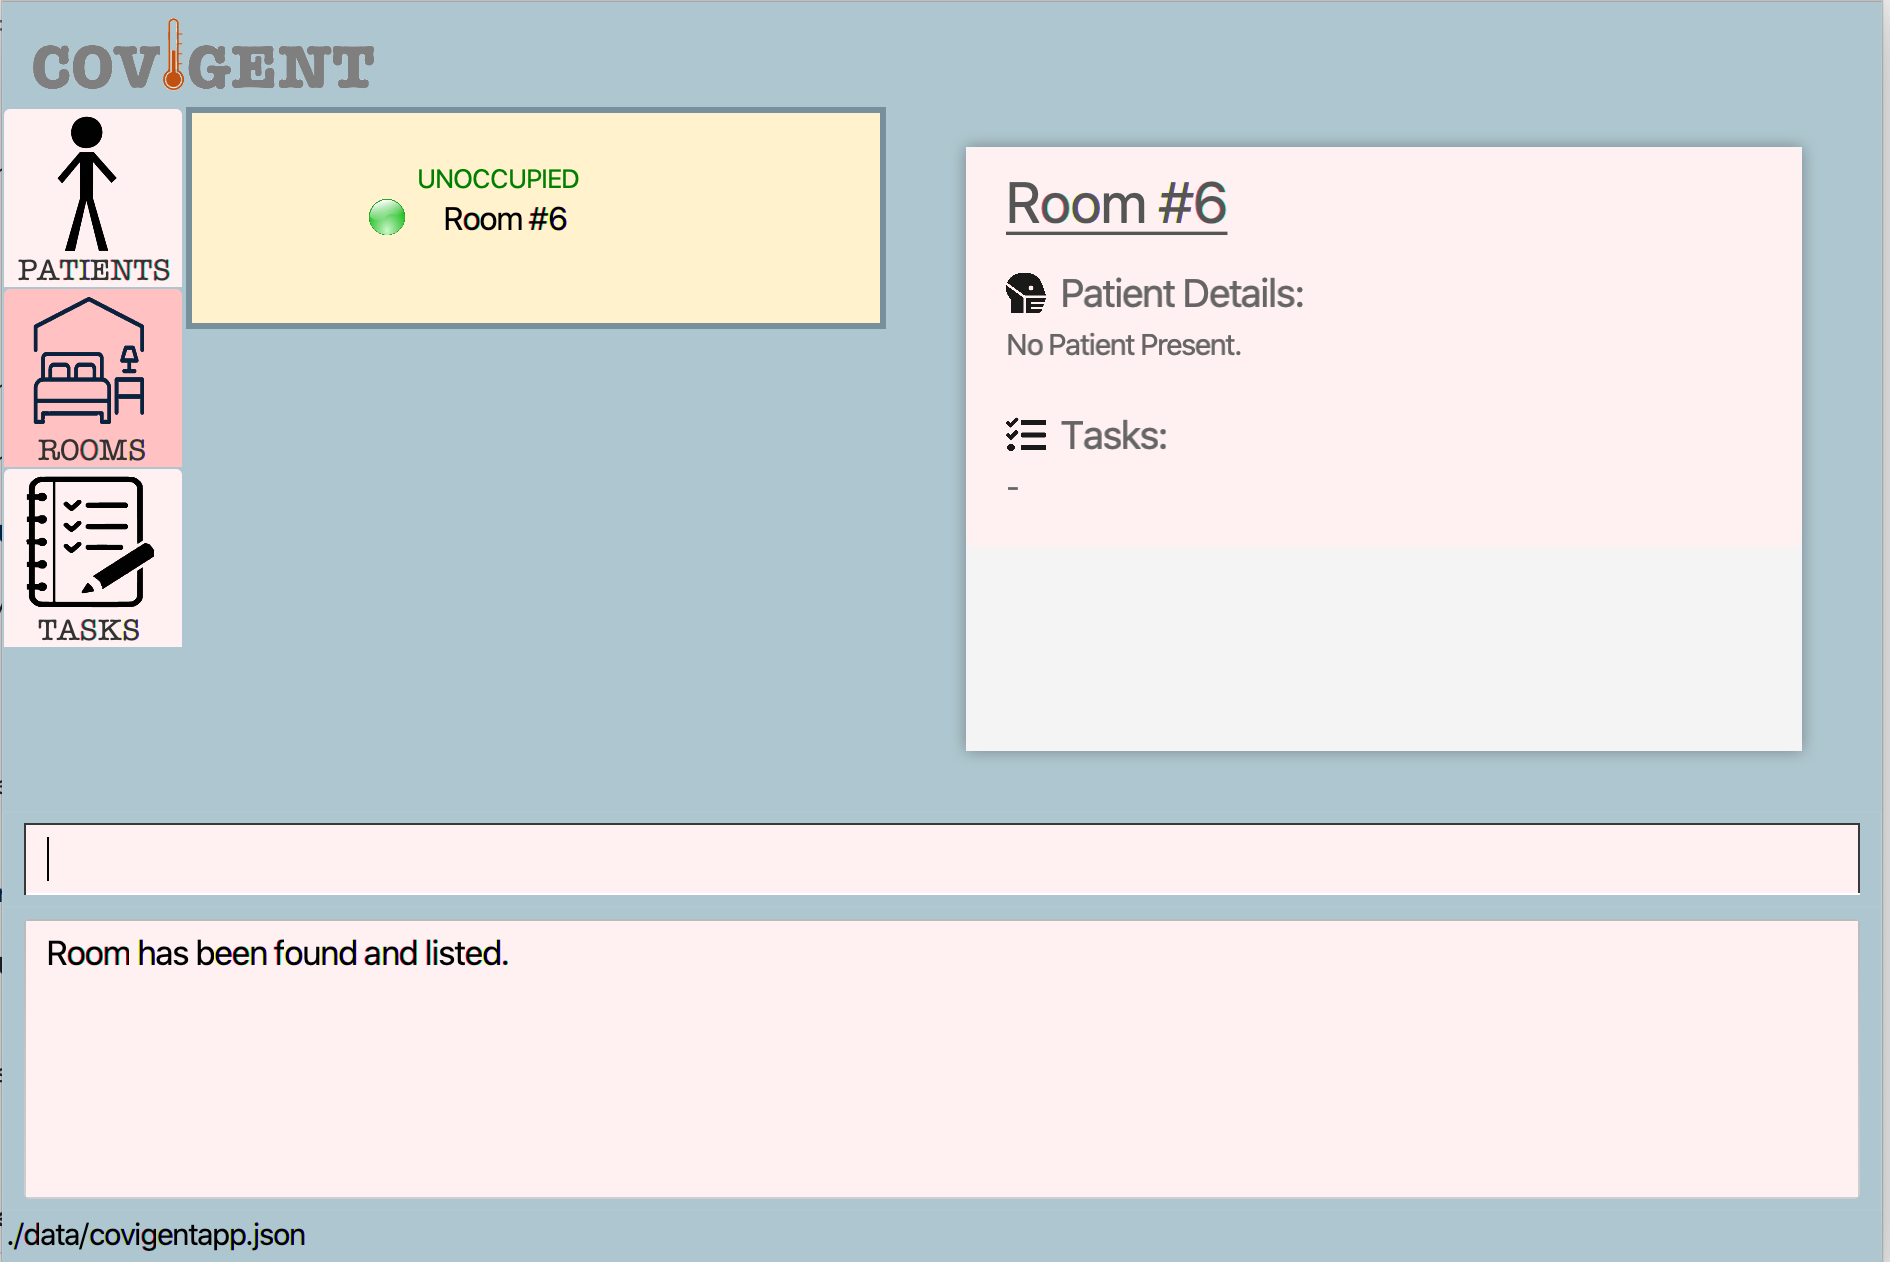 COVIGENT
PATIENTS
ROOMS
TASKS
UNOCCUPIED
Room #6
Room #6
Patient Details:
No Patient Present.
Tasks:
-
Room has been found and listed.
./data/covigentapp.json